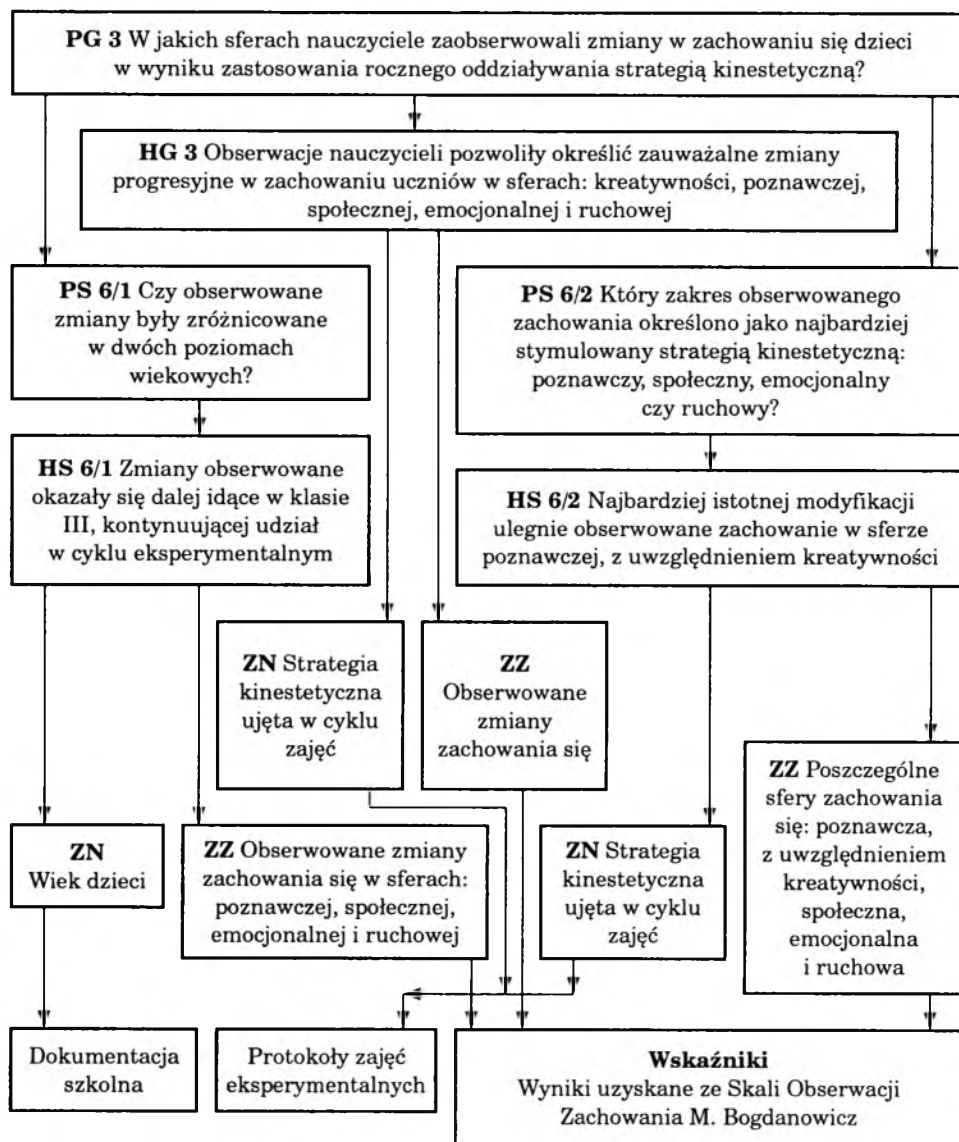 PG 3 W jakich sferach nauczyciele zaobserwowali zmiany w zachowaniu się dzieci
w wyniku zastosowania rocznego oddziaływania strategią kinestetyczną?
HG 3 Obserwacje nauczycieli pozwoliły określić zauważalne zmiany
progresyjne w zachowaniu uczniów w sferach: kreatywności, poznawczej,
społecznej, emocjonalnej i ruchowej
PS 6/1 Czy obserwowane
zmiany były zróżnicowane
w dwóch poziomach
wiekowych?
PS 6/2 Który zakres obserwowanego
zachowania określono jako najbardziej
stymulowany strategią kinestetyczną:
poznawczy, społeczny, emocjonalny
czy ruchowy?
HS 6/1 Zmiany obserwowane
okazały się dalej idące w klasie
III, kontynuującej udział
w cyklu eksperymentalnym
HS 6/2 Najbardziej istotnej modyfikacji
ulegnie obserwowane zachowanie w sferze
poznawczej, z uwzględnieniem kreatywności
ZN Strategia
kinestetyczna
ujęta w cyklu
zajęć
ZZ
Obserwowane
zmiany
zachowania się
ZN
Wiek dzieci
ZZ Obserwowane zmiany
zachowania się w sferach:
poznawczej, społecznej,
emocjonalnej i ruchowej
ZN Strategia
kinestetyczna
ujęta w cyklu
zajęć
ZZ Poszczególne
sfery zachowania
się: poznawcza,
z uwzględnieniem
kreatywności,
społeczna,
emocjonalna
i ruchowa
Dokumentacja
szkolna
Protokoły zajęć
eksperymentalnych
Wskaźniki
Wyniki uzyskane ze Skali Obserwacji
Zachowania M. Bogdanowicz